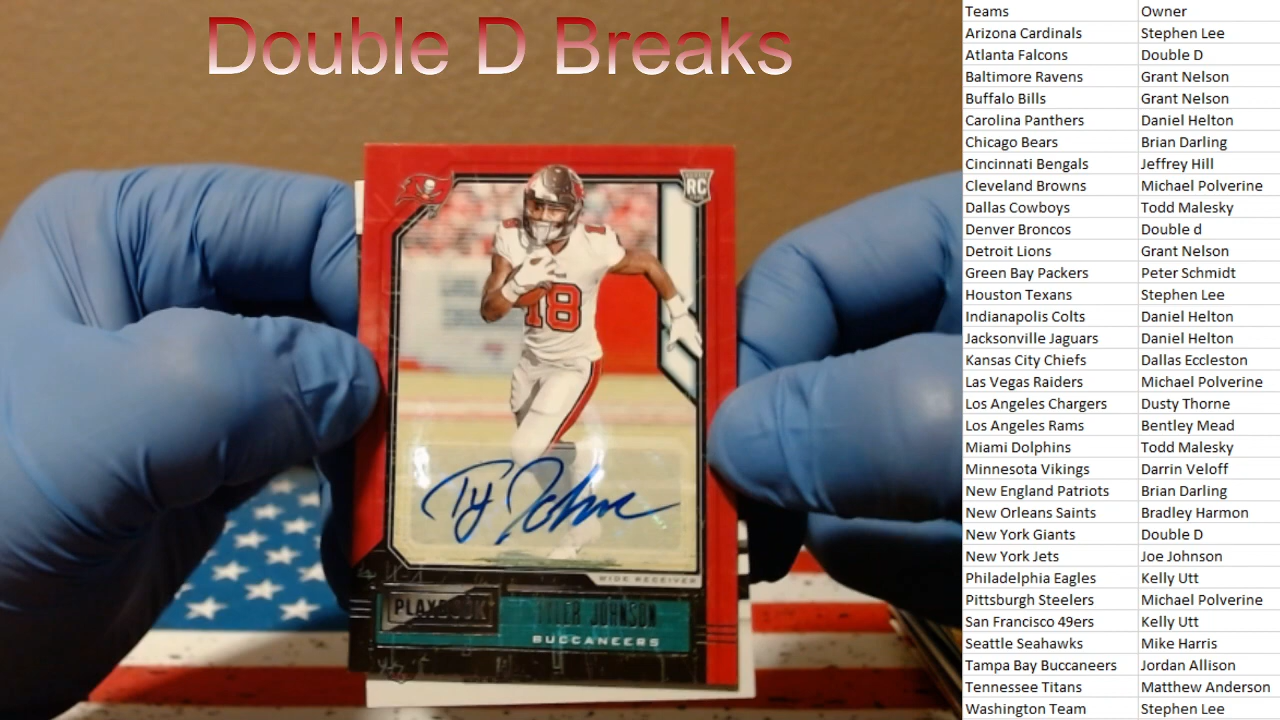 Double D Breaks
RC
18
Ty Johnson
WIDE RECEIVER
PLAYBOOK
TYLER JOHNSON
BUCCANEERS
Teams Owner
Arizona Cardinals Stephen Lee
Atlanta Falcons Double D
Baltimore Ravens Grant Nelson
Buffalo Bills Grant Nelson
Carolina Panthers Daniel Helton
Chicago Bears Brian Darling
Cincinnati Bengals Jeffrey Hill
Cleveland Browns Michael Polverine
Dallas Cowboys Todd Malesky
Denver Broncos Double d
Detroit Lions Grant Nelson
Green Bay Packers Peter Schmidt
Houston Texans Stephen Lee
Indianapolis Colts Daniel Helton
Jacksonville Jaguars Daniel Helton
Kansas City Chiefs Dallas Eccleston
Las Vegas Raiders Michael Polverine
Los Angeles Chargers Dusty Thorne
Los Angeles Rams Bentley Mead
Miami Dolphins Todd Malesky
Minnesota Vikings Darrin Veloff
New England Patriots Brian Darling
New Orleans Saints Bradley Harmon
New York Giants Double D
New York Jets Joe Johnson
Philadelphia Eagles Kelly Utt
Pittsburgh Steelers Michael Polverine
San Francisco 49ers Kelly Utt
Seattle Seahawks Mike Harris
Tampa Bay Buccaneers Jordan Allison
Tennessee Titans Matthew Anderson
Washington Team Stephen Lee